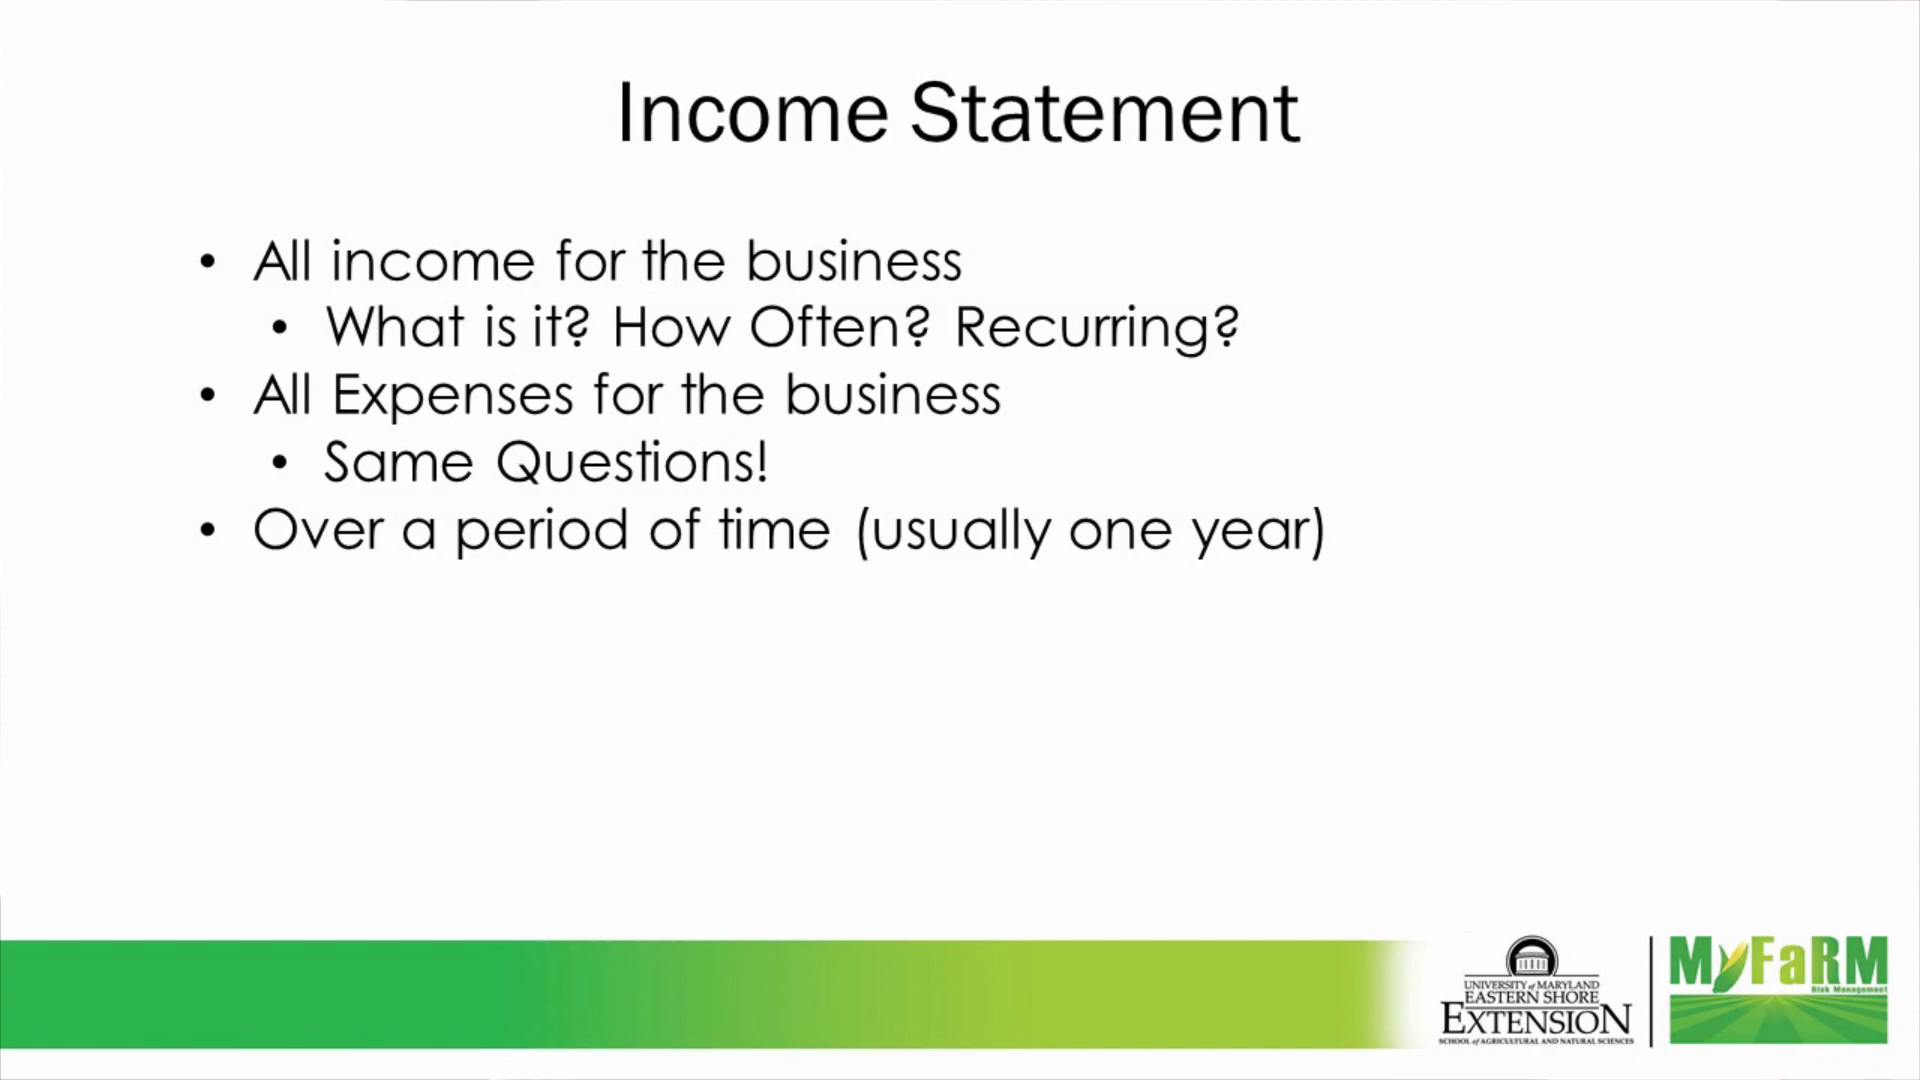 Income Statement
• All income for the business
• What is it? How Often? Recurring?
• All Expenses for the business
• Same Questions!
• Over a period of time (usually one year)
UNIVERSITY of MARYLAND
EASTERN SHORE
EXTENSION
SCHOOL of AGRICULTURAL AND NATURAL SCIENCES
MyFaRM
Risk Management